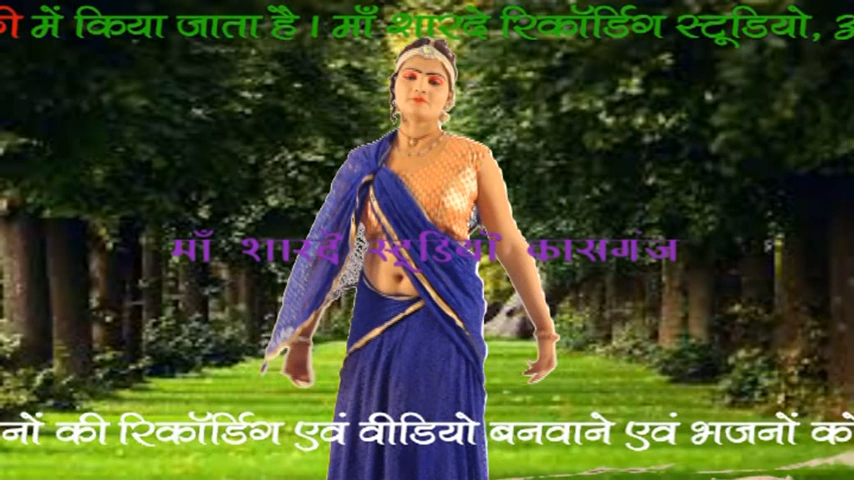 में किया जाता है। माँ शारदे रिकॉर्डिंग स्टूडियो,
माँ शारदे स्टूडियो कासगंज
की रिकॉर्डिंग एवं वीडियो बनवाने एवं भजनों को